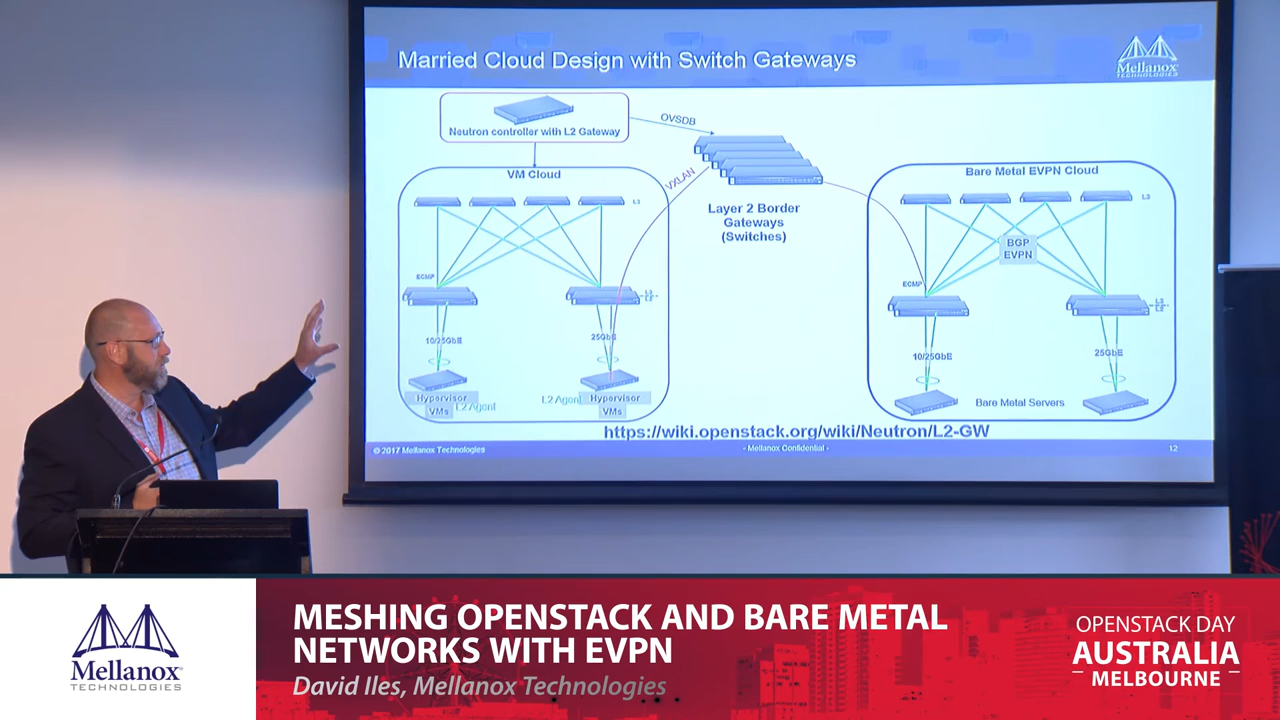 Married Cloud Design with Switch Gateways
Mellanox
TECHNOLOGIES
Neutron controller with L2 Gateway
OVSDB
VXLAN
Layer 2 Border
Gateways
(Switches)
VM Cloud
L3
ECMP
10/25GbE
25GbE
Hypervisor
VMs
L2 Agent
L2 Agent
Hypervisor
VMs
Bare Metal EVPN Cloud
L3
BGP
EVPN
ECMP
L3
L2
10/25GbE
25GbE
Bare Metal Servers
https://wiki.openstack.org/wiki/Neutron/L2-GW
© 2017 Mellanox Technologies
- Mellanox Confidential -
12
Mellanox
TECHNOLOGIES
MESHING OPENSTACK AND BARE METAL
NETWORKS WITH EVPN
David Iles, Mellanox Technologies
OPENSTACK DAY
AUSTRALIA
MELBOURNE